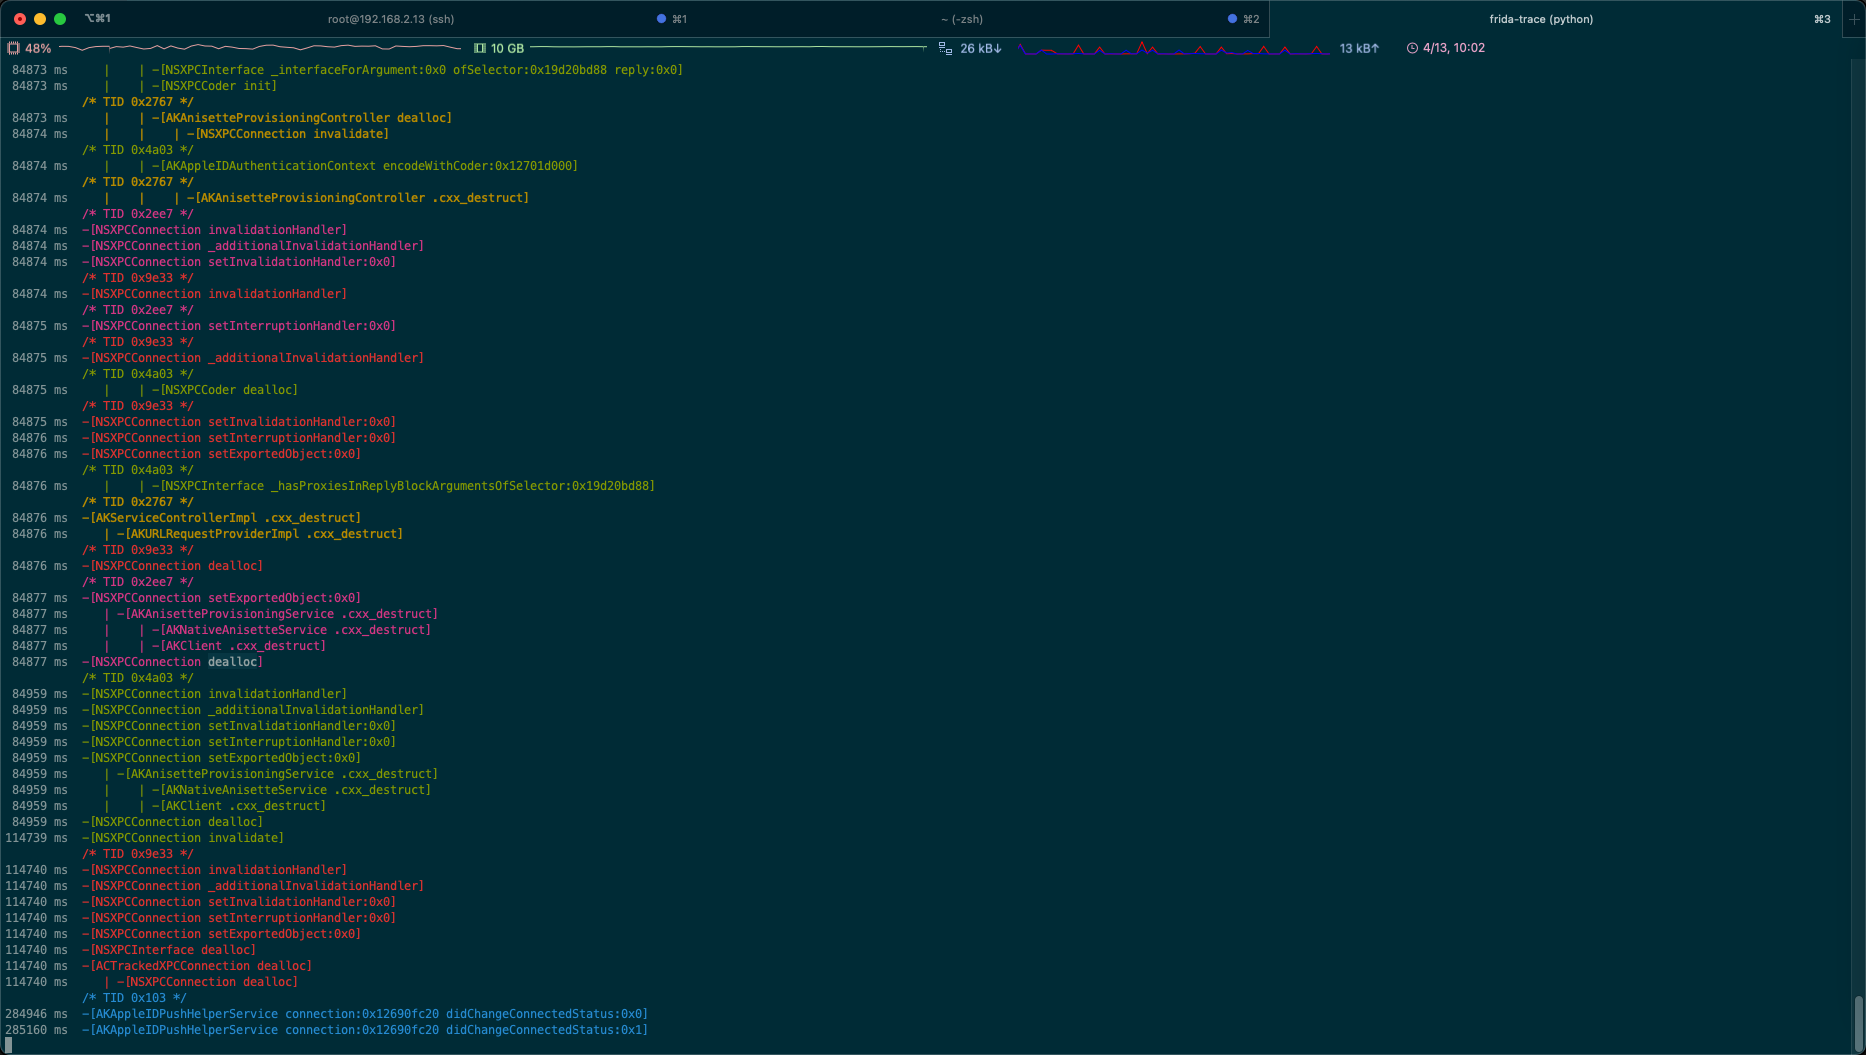 ⌥⌘1
root@192.168.2.13 (ssh)
⌘1
~ (-zsh)
⌘2
frida-trace (python)
⌘3
48%
10 GB
26 kB↓
13 kB↑
4/13, 10:02
84873 ms     |    | -[NSXPCInterface _interfaceForArgument:0x0 ofSelector:0x19d20bd88 reply:0x0]
84873 ms     |    | -[NSXPCCoder init]
/* TID 0x2767 */
84873 ms     |    | -[AKAnisetteProvisioningController dealloc]
84874 ms     |    |    | -[NSXPCConnection invalidate]
/* TID 0x4a03 */
84874 ms     |    | -[AKAppleIDAuthenticationContext encodeWithCoder:0x12701d000]
/* TID 0x2767 */
84874 ms     |    |    | -[AKAnisetteProvisioningController .cxx_destruct]
/* TID 0x2ee7 */
84874 ms  -[NSXPCConnection invalidationHandler]
84874 ms  -[NSXPCConnection _additionalInvalidationHandler]
84874 ms  -[NSXPCConnection setInvalidationHandler:0x0]
/* TID 0x9e33 */
84874 ms  -[NSXPCConnection invalidationHandler]
/* TID 0x2ee7 */
84875 ms  -[NSXPCConnection setInterruptionHandler:0x0]
/* TID 0x9e33 */
84875 ms  -[NSXPCConnection _additionalInvalidationHandler]
/* TID 0x4a03 */
84875 ms     |    | -[NSXPCCoder dealloc]
/* TID 0x9e33 */
84875 ms  -[NSXPCConnection setInvalidationHandler:0x0]
84876 ms  -[NSXPCConnection setInterruptionHandler:0x0]
84876 ms  -[NSXPCConnection setExportedObject:0x0]
/* TID 0x4a03 */
84876 ms     |    | -[NSXPCInterface _hasProxiesInReplyBlockArgumentsOfSelector:0x19d20bd88]
/* TID 0x2767 */
84876 ms  -[AKServiceControllerImpl .cxx_destruct]
84876 ms     | -[AKURLRequestProviderImpl .cxx_destruct]
/* TID 0x9e33 */
84876 ms  -[NSXPCConnection dealloc]
/* TID 0x2ee7 */
84877 ms  -[NSXPCConnection setExportedObject:0x0]
84877 ms     | -[AKAnisetteProvisioningService .cxx_destruct]
84877 ms     |    | -[AKNativeAnisetteService .cxx_destruct]
84877 ms     |    | -[AKClient .cxx_destruct]
84877 ms  -[NSXPCConnection dealloc]
/* TID 0x4a03 */
84959 ms  -[NSXPCConnection invalidationHandler]
84959 ms  -[NSXPCConnection _additionalInvalidationHandler]
84959 ms  -[NSXPCConnection setInvalidationHandler:0x0]
84959 ms  -[NSXPCConnection setInterruptionHandler:0x0]
84959 ms  -[NSXPCConnection setExportedObject:0x0]
84959 ms     | -[AKAnisetteProvisioningService .cxx_destruct]
84959 ms     |    | -[AKNativeAnisetteService .cxx_destruct]
84959 ms     |    | -[AKClient .cxx_destruct]
84959 ms  -[NSXPCConnection dealloc]
114739 ms  -[NSXPCConnection invalidate]
/* TID 0x9e33 */
114740 ms  -[NSXPCConnection invalidationHandler]
114740 ms  -[NSXPCConnection _additionalInvalidationHandler]
114740 ms  -[NSXPCConnection setInvalidationHandler:0x0]
114740 ms  -[NSXPCConnection setInterruptionHandler:0x0]
114740 ms  -[NSXPCConnection setExportedObject:0x0]
114740 ms  -[NSXPCInterface dealloc]
114740 ms  -[ACTrackedXPCConnection dealloc]
114740 ms     | -[NSXPCConnection dealloc]
/* TID 0x103 */
284946 ms  -[AKAppleIDPushHelperService connection:0x12690fc20 didChangeConnectedStatus:0x0]
285160 ms  -[AKAppleIDPushHelperService connection:0x12690fc20 didChangeConnectedStatus:0x1]